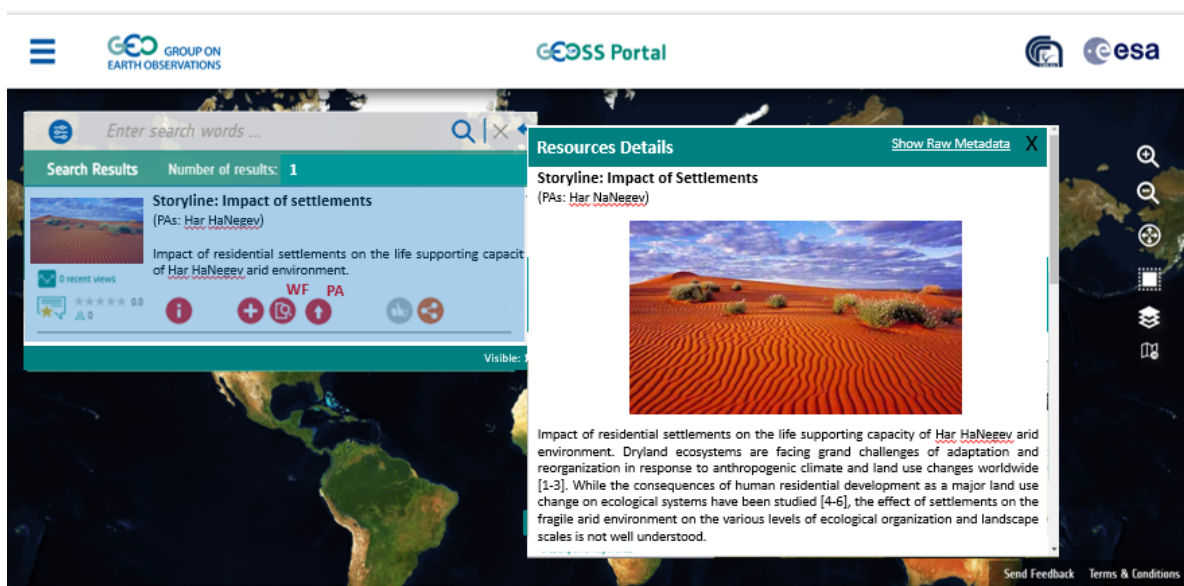 GEO GROUP ON
EARTH OBSERVATIONS
GEOSS Portal
esa
Enter search words ...
Search Results Number of results: 1
Storyline: Impact of settlements
(PAs: Har HaNegev)
Impact of residential settlements on the life supporting capacit
of Har HaNegev arid environment.
0 recent views
WF PA
0.0
0
Visible:
Resources Details Show Raw Metadata X
Storyline: Impact of Settlements
(PAs: Har NaNegev)
Impact of residential settlements on the life supporting capacity of Har HaNegev arid
environment. Dryland ecosystems are facing grand challenges of adaptation and
reorganization in response to anthropogenic climate and land use changes worldwide
[1-3]. While the consequences of human residential development as a major land use
change on ecological systems have been studied [4-6], the effect of settlements on the
fragile arid environment on the various levels of ecological organization and landscape
scales is not well understood.
Send Feedback Terms & Conditions